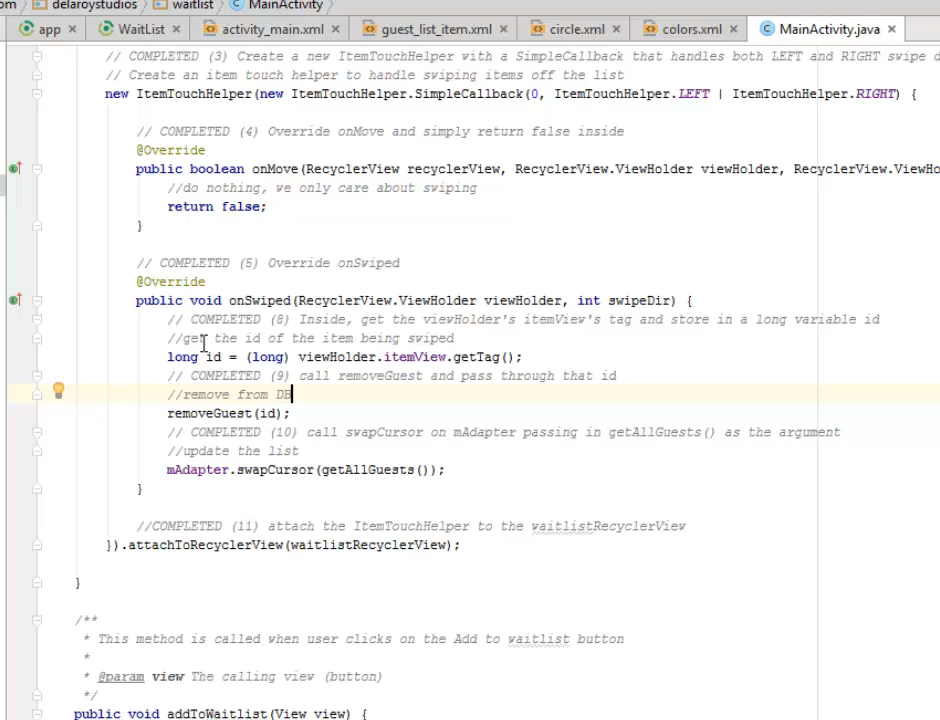 om delaroystudios waitlist MainActivity
app WaitList activity_main.xml guest_list_item.xml circle.xml colors.xml MainActivity.java
// COMPLETED (3) Create a new ItemTouchHelper with a SimpleCallback that handles both LEFT and RIGHT swipe d
// Create an item touch helper to handle swiping items off the list
new ItemTouchHelper(new ItemTouchHelper.SimpleCallback(0, ItemTouchHelper.LEFT | ItemTouchHelper.RIGHT) {
// COMPLETED (4) Override onMove and simply return false inside
@Override
public boolean onMove(RecyclerView recyclerView, RecyclerView.ViewHolder viewHolder, RecyclerView.ViewHo
//do nothing, we only care about swiping
return false;
}
// COMPLETED (5) Override onSwiped
@Override
public void onSwiped(RecyclerView.ViewHolder viewHolder, int swipeDir) {
// COMPLETED (8) Inside, get the viewHolder's itemView's tag and store in a long variable id
//get the id of the item being swiped
long id = (long) viewHolder.itemView.getTag();
// COMPLETED (9) call removeGuest and pass through that id
//remove from DB
removeGuest(id);
// COMPLETED (10) call swapCursor on mAdapter passing in getAllGuests() as the argument
//update the list
mAdapter.swapCursor(getAllGuests());
}
//COMPLETED (11) attach the ItemTouchHelper to the waitlistRecyclerView
}).attachToRecyclerView(waitlistRecyclerView);
}
/**
* This method is called when user clicks on the Add to waitlist button
*
* @param view The calling view (button)
*/
public void addToWaitlist(View view) {